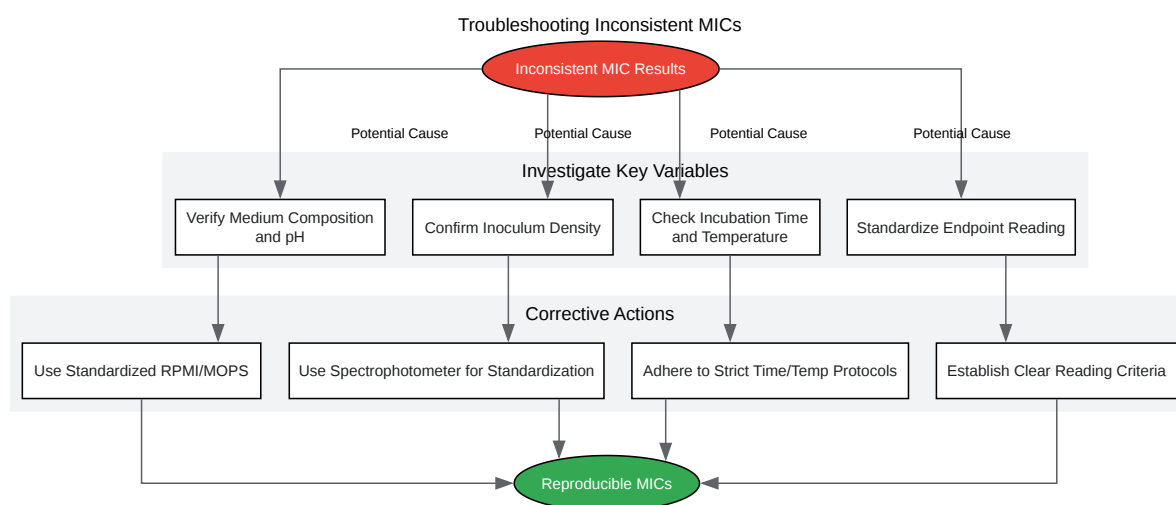 Troubleshooting Inconsistent MICs
Inconsistent MIC Results
Potential Cause
Potential Cause
Potential Cause
Potential Cause
Investigate Key Variables
Verify Medium Composition
and pH
Confirm Inoculum Density
Check Incubation Time
and Temperature
Standardize Endpoint Reading
Corrective Actions
Use Standardized RPMI/MOPS
Use Spectrophotometer for Standardization
Adhere to Strict Time/Temp Protocols
Establish Clear Reading Criteria
Reproducible MICs